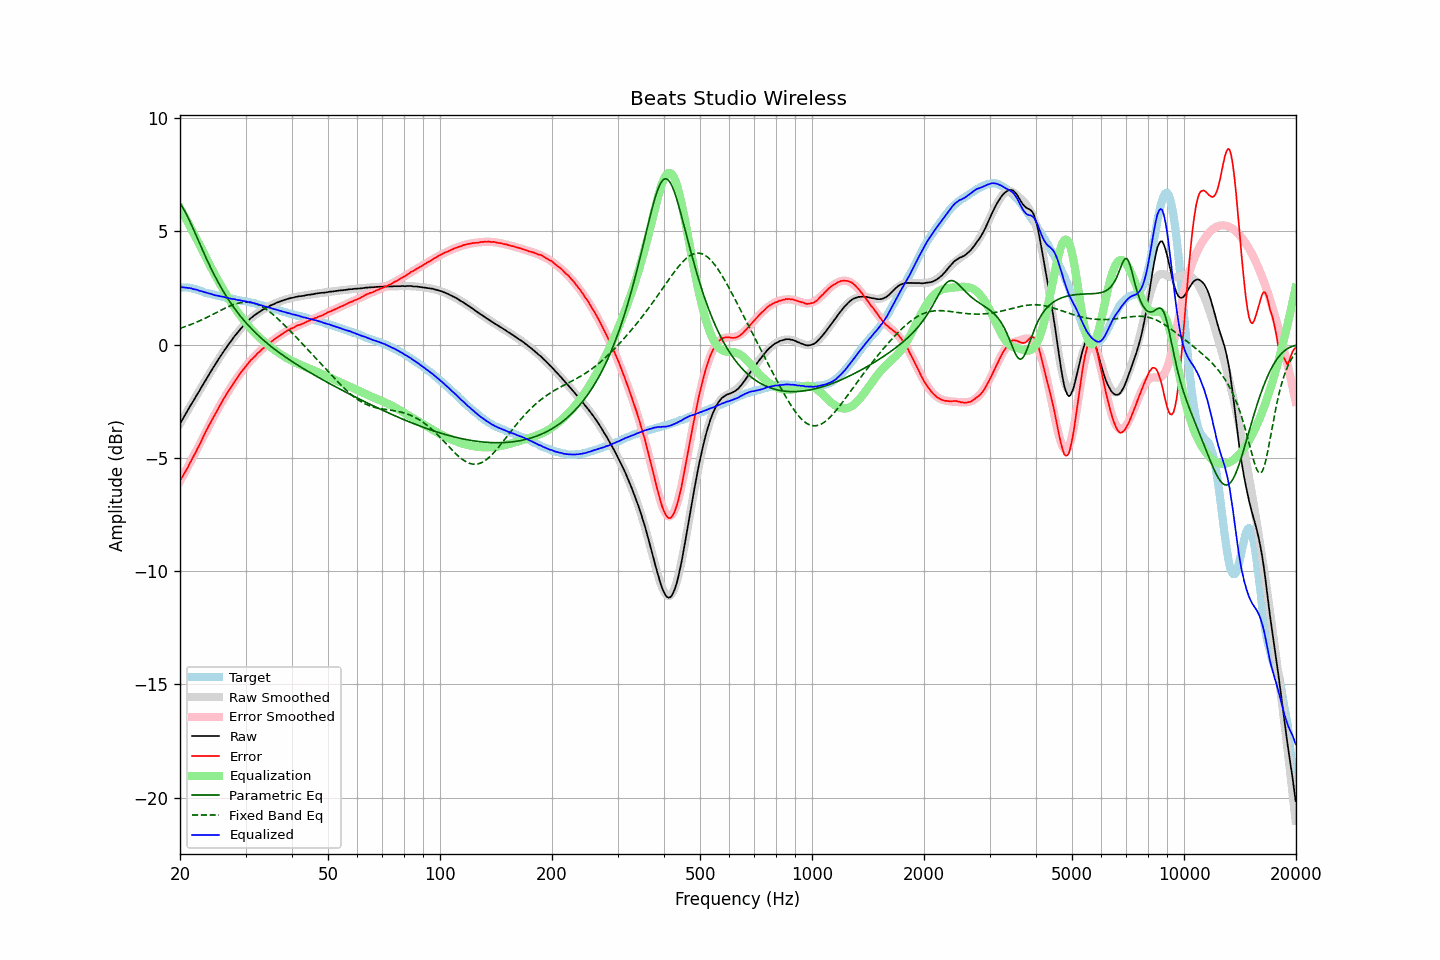 Beats Studio Wireless
10
5
0
−5
−10
−15
−20
Amplitude (dBr)
Target
Raw Smoothed
Error Smoothed
Raw
Error
Equalization
Parametric Eq
Fixed Band Eq
Equalized
20 50 100 200 500 1000 2000 5000 10000 20000
Frequency (Hz)